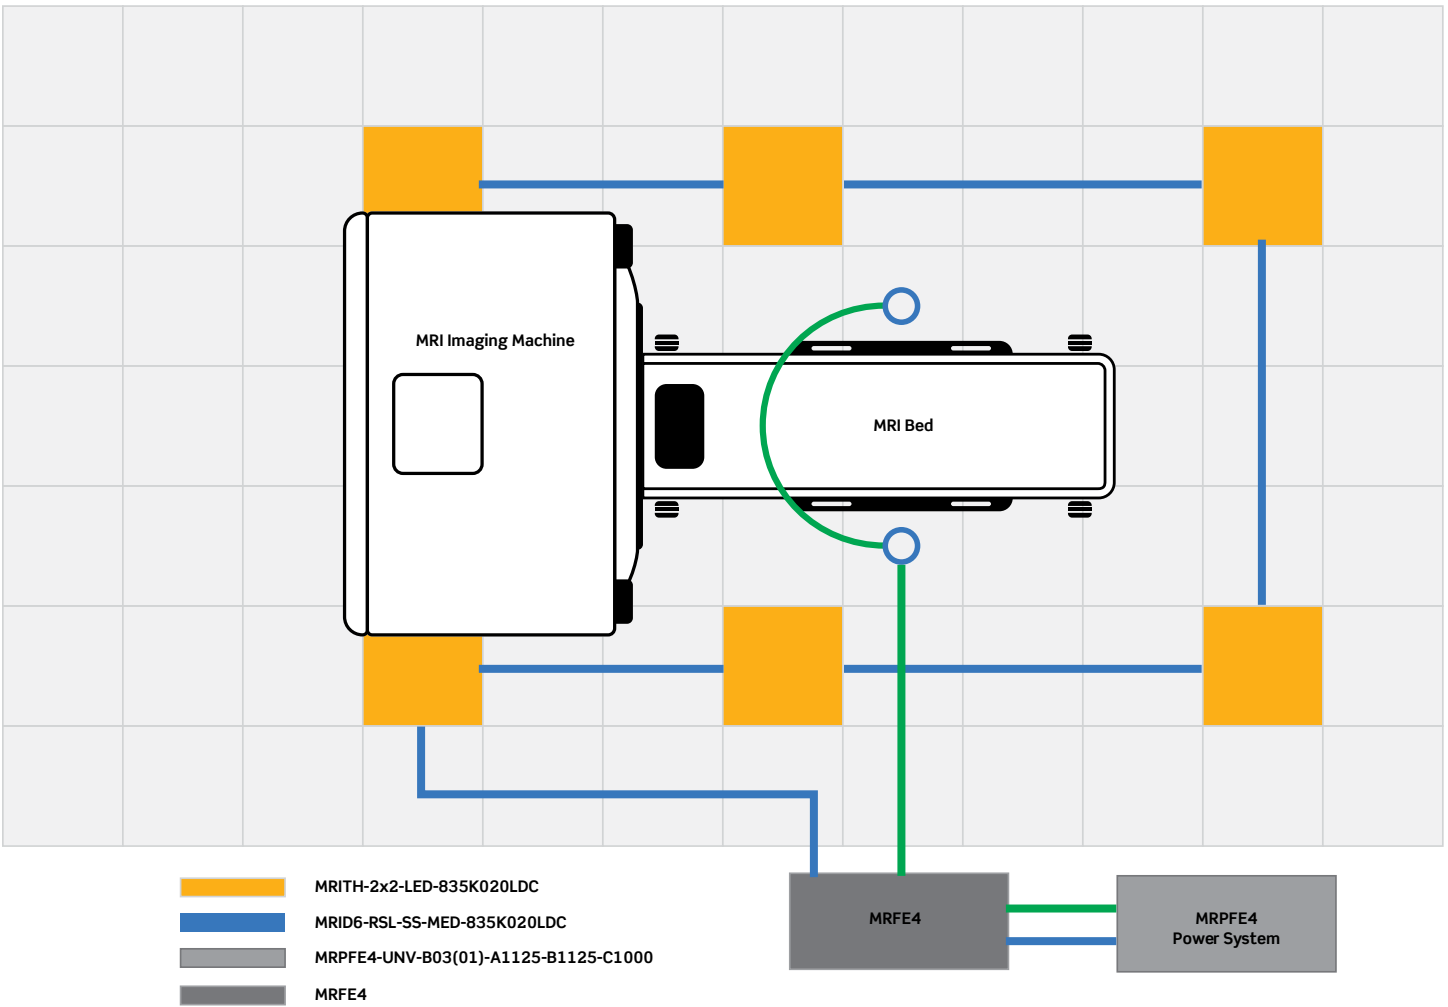 MRI Imaging Machine
MRI Bed
MRITH-2x2-LED-835K020LDC
MRID6-RSL-SS-MED-835K020LDC
MRPFE4-UNV-B03(01)-A1125-B1125-C1000
MRFE4
MRFE4
MRPFE4
Power System